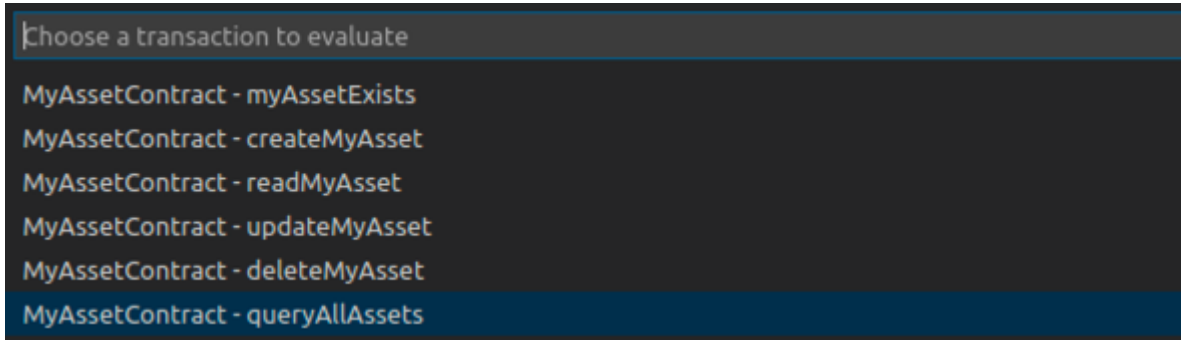 Choose a transaction to evaluate
MyAssetContract - myAssetExists
MyAssetContract - createMyAsset
MyAssetContract - readMyAsset
MyAssetContract - updateMyAsset
MyAssetContract - deleteMyAsset
MyAssetContract - queryAllAssets